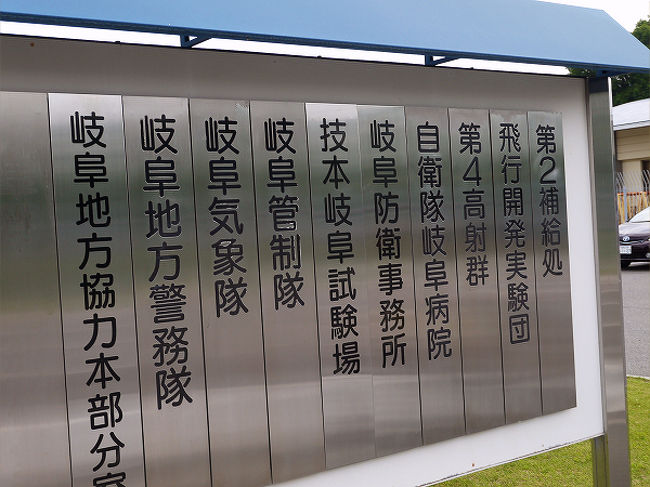 第2補給処
飛行開発実験団
第4高射群
自衛隊岐阜病院
岐阜防衛事務所
技本岐阜試験場
岐阜管制隊
岐阜気象隊
岐阜地方警務隊
岐阜地方協力本部分室